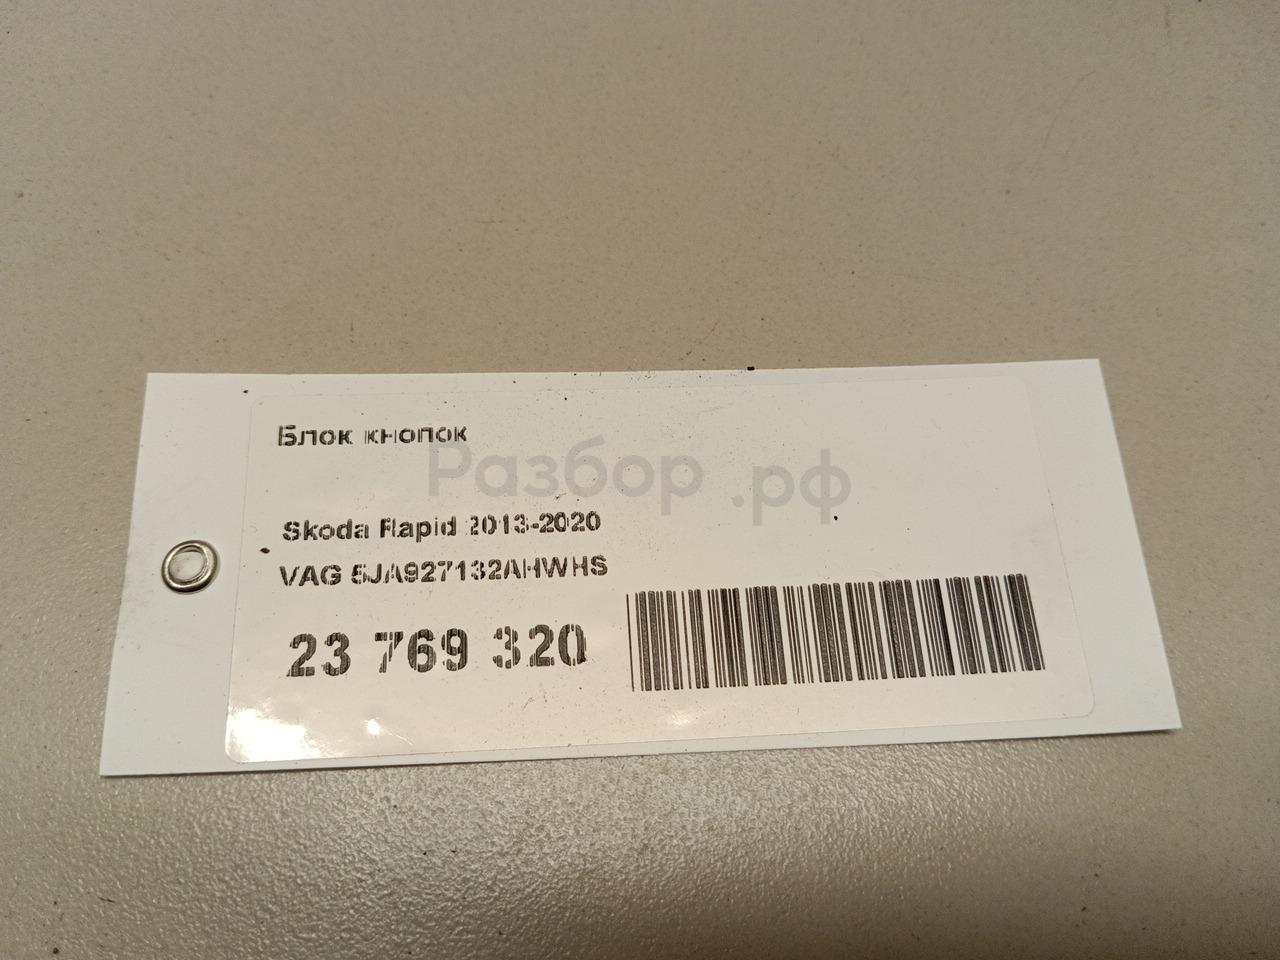 Блок кнопок
Разбор.рф
Skoda Rapid 2013-2020
VAG 5JA927132AHWHS
23 769 320